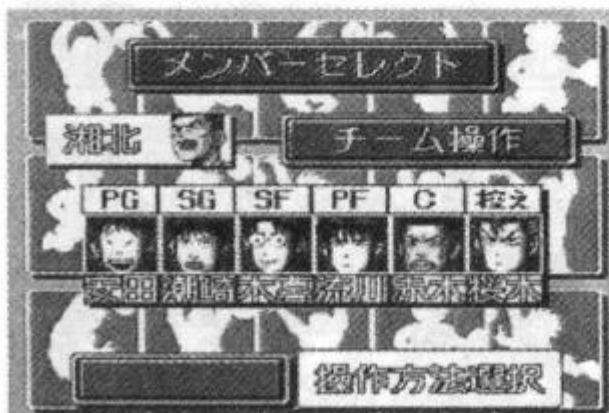 メンバーセレクト
湘北 チーム操作
PG SG SF PF C 控え
安田 潮崎 木暮 流川 赤木 桜木
操作方法選択